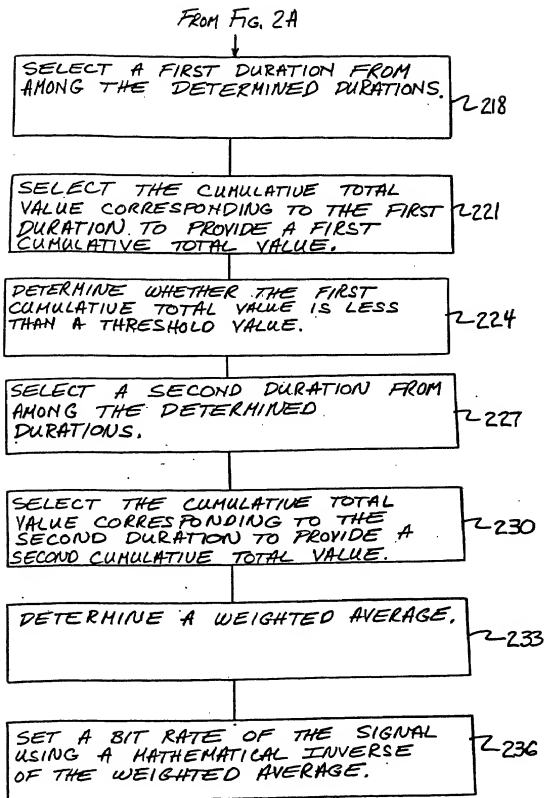 FROM FIG. 2A
SELECT A FIRST DURATION FROM
AMONG THE DETERMINED DURATIONS.
218
SELECT THE CUMULATIVE TOTAL
VALUE CORRESPONDING TO THE FIRST
DURATION TO PROVIDE A FIRST
CUMULATIVE TOTAL VALUE.
221
DETERMINE WHETHER THE FIRST
CUMULATIVE TOTAL VALUE IS LESS
THAN A THRESHOLD VALUE.
224
SELECT A SECOND DURATION FROM
AMONG THE DETERMINED
DURATIONS.
227
SELECT THE CUMULATIVE TOTAL
VALUE CORRESPONDING TO THE
SECOND DURATION TO PROVIDE A
SECOND CUMULATIVE TOTAL VALUE.
230
DETERMINE A WEIGHTED AVERAGE.
233
SET A BIT RATE OF THE SIGNAL
USING A MATHEMATICAL INVERSE
OF THE WEIGHTED AVERAGE.
236